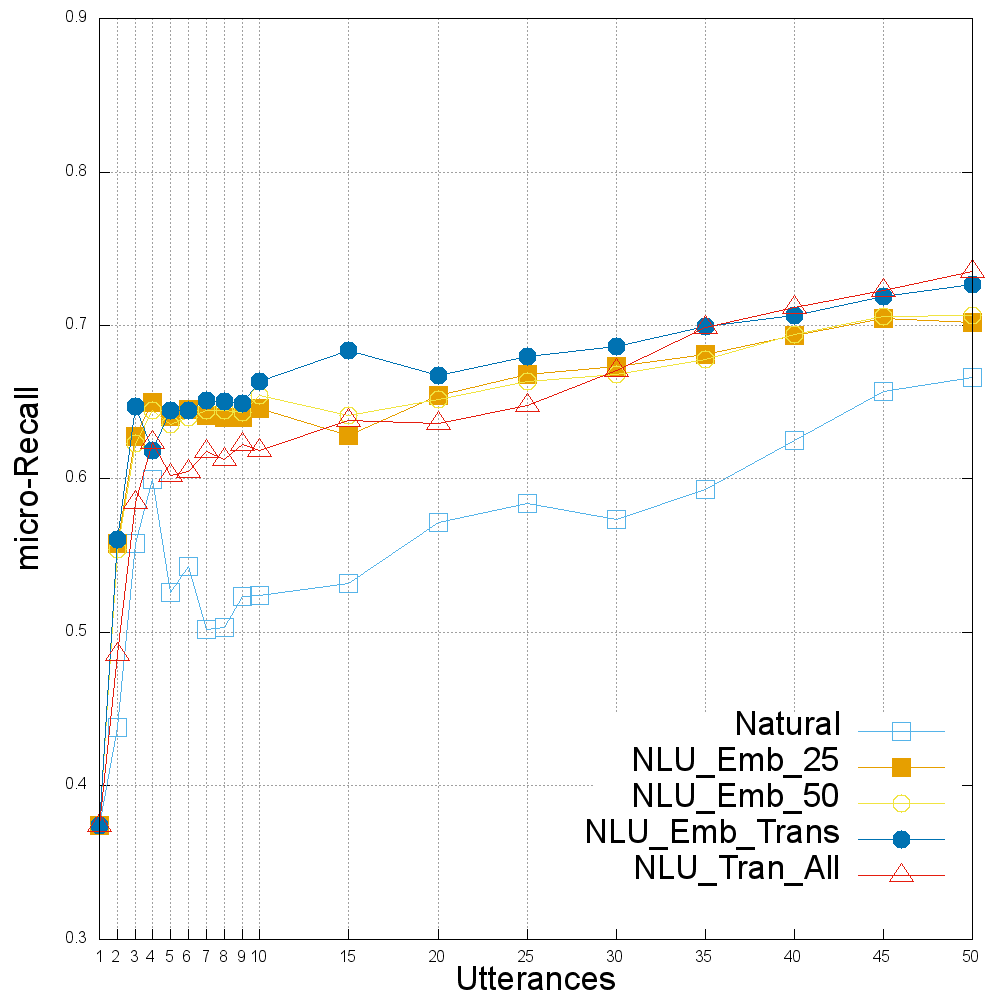 0.9
0.8
0.7
0.6
0.5
0.4
0.3
micro-Recall
Natural
NLU_Emb_25
NLU_Emb_50
NLU_Emb_Trans
NLU_Tran_All
1 2 3 4 5 6 7 8 9 10 15 20 25 30 35 40 45 50
Utterances